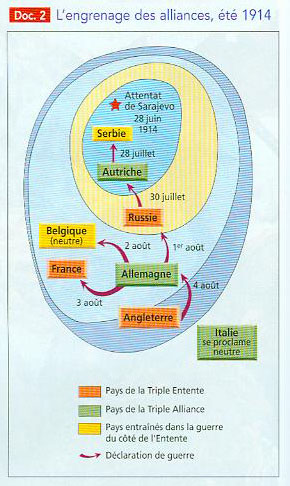 Doc. 2 L'engrenage des alliances, été 1914
Attentat
de Sarajevo
28 juin
1914
Serbie
28 juillet
Autriche
30 juillet
Russie
Belgique
(neutre)
2 août
1er août
France
Allemagne
4 août
3 août
Angleterre
Italie
se proclame
neutre
Pays de la Triple Entente
Pays de la Triple Alliance
Pays entraînés dans la guerre
du côté de l'Entente
Déclaration de guerre